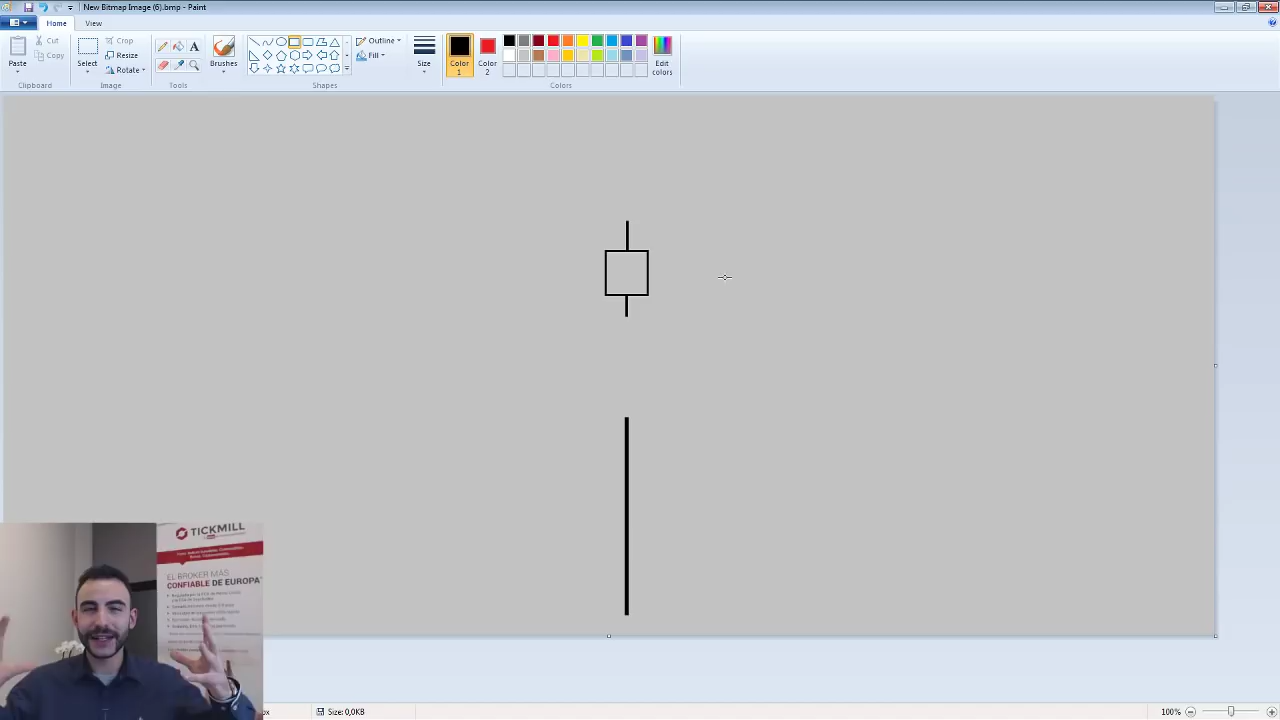 New Bitmap Image (6).bmp - Paint
Home
View
Paste
Cut
Copy
Clipboard
Select
Crop
Resize
Rotate
Image
A
Tools
Brushes
Outline
Fill
Shapes
Size
Color 1
Color 2
Edit colors
Colors
TICKMILL
EL BROKER MÁS
CONFIABLE DE EUROPA
px
Size: 0,0KB
100%